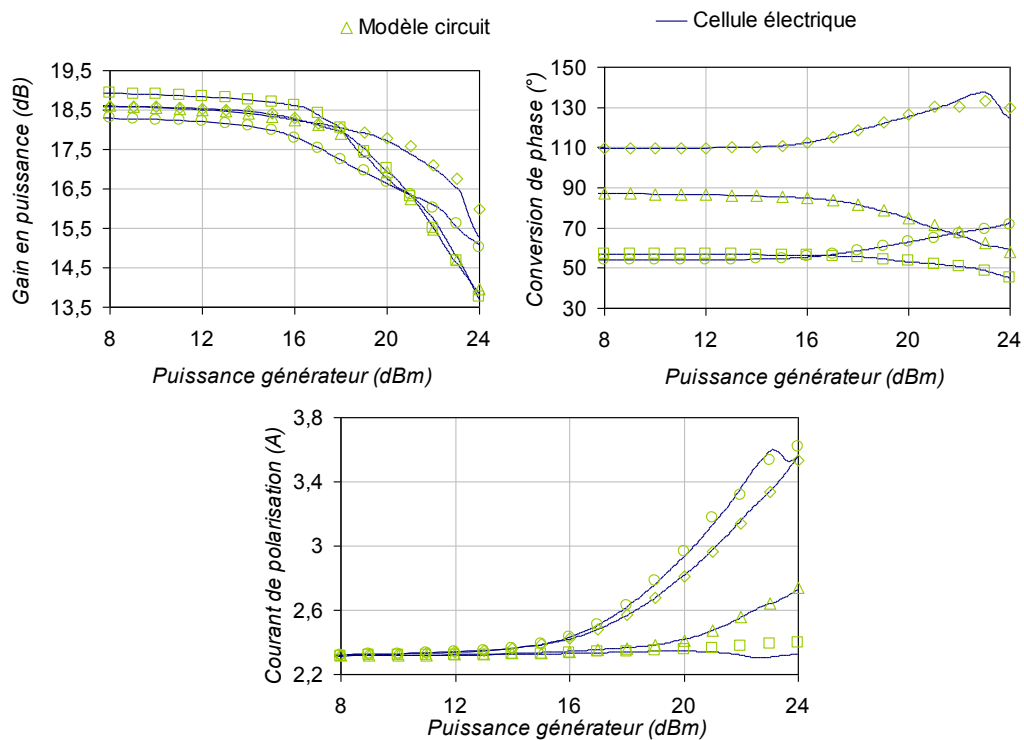 Modèle circuit
Cellule électrique
Gain en puissance (dB)
19,5
18,5
17,5
16,5
15,5
14,5
13,5
8 12 16 20 24
Puissance générateur (dBm)
Conversion de phase (°)
150
130
110
90
70
50
30
8 12 16 20 24
Puissance générateur (dBm)
Courant de polarisation (A)
3,8
3,4
3
2,6
2,2
8 12 16 20 24
Puissance générateur (dBm)